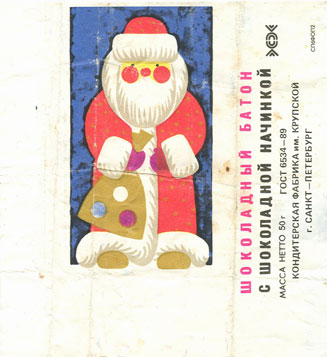 ШОКОЛАДНЫЙ БАТОН
С ШОКОЛАДНОЙ НАЧИНКОЙ
МАССА НЕТТО 50 г ГОСТ 6534—89
КОНДИТЕРСКАЯ ФАБРИКА им. КРУПСКОЙ
г. САНКТ—ПЕТЕРБУРГ